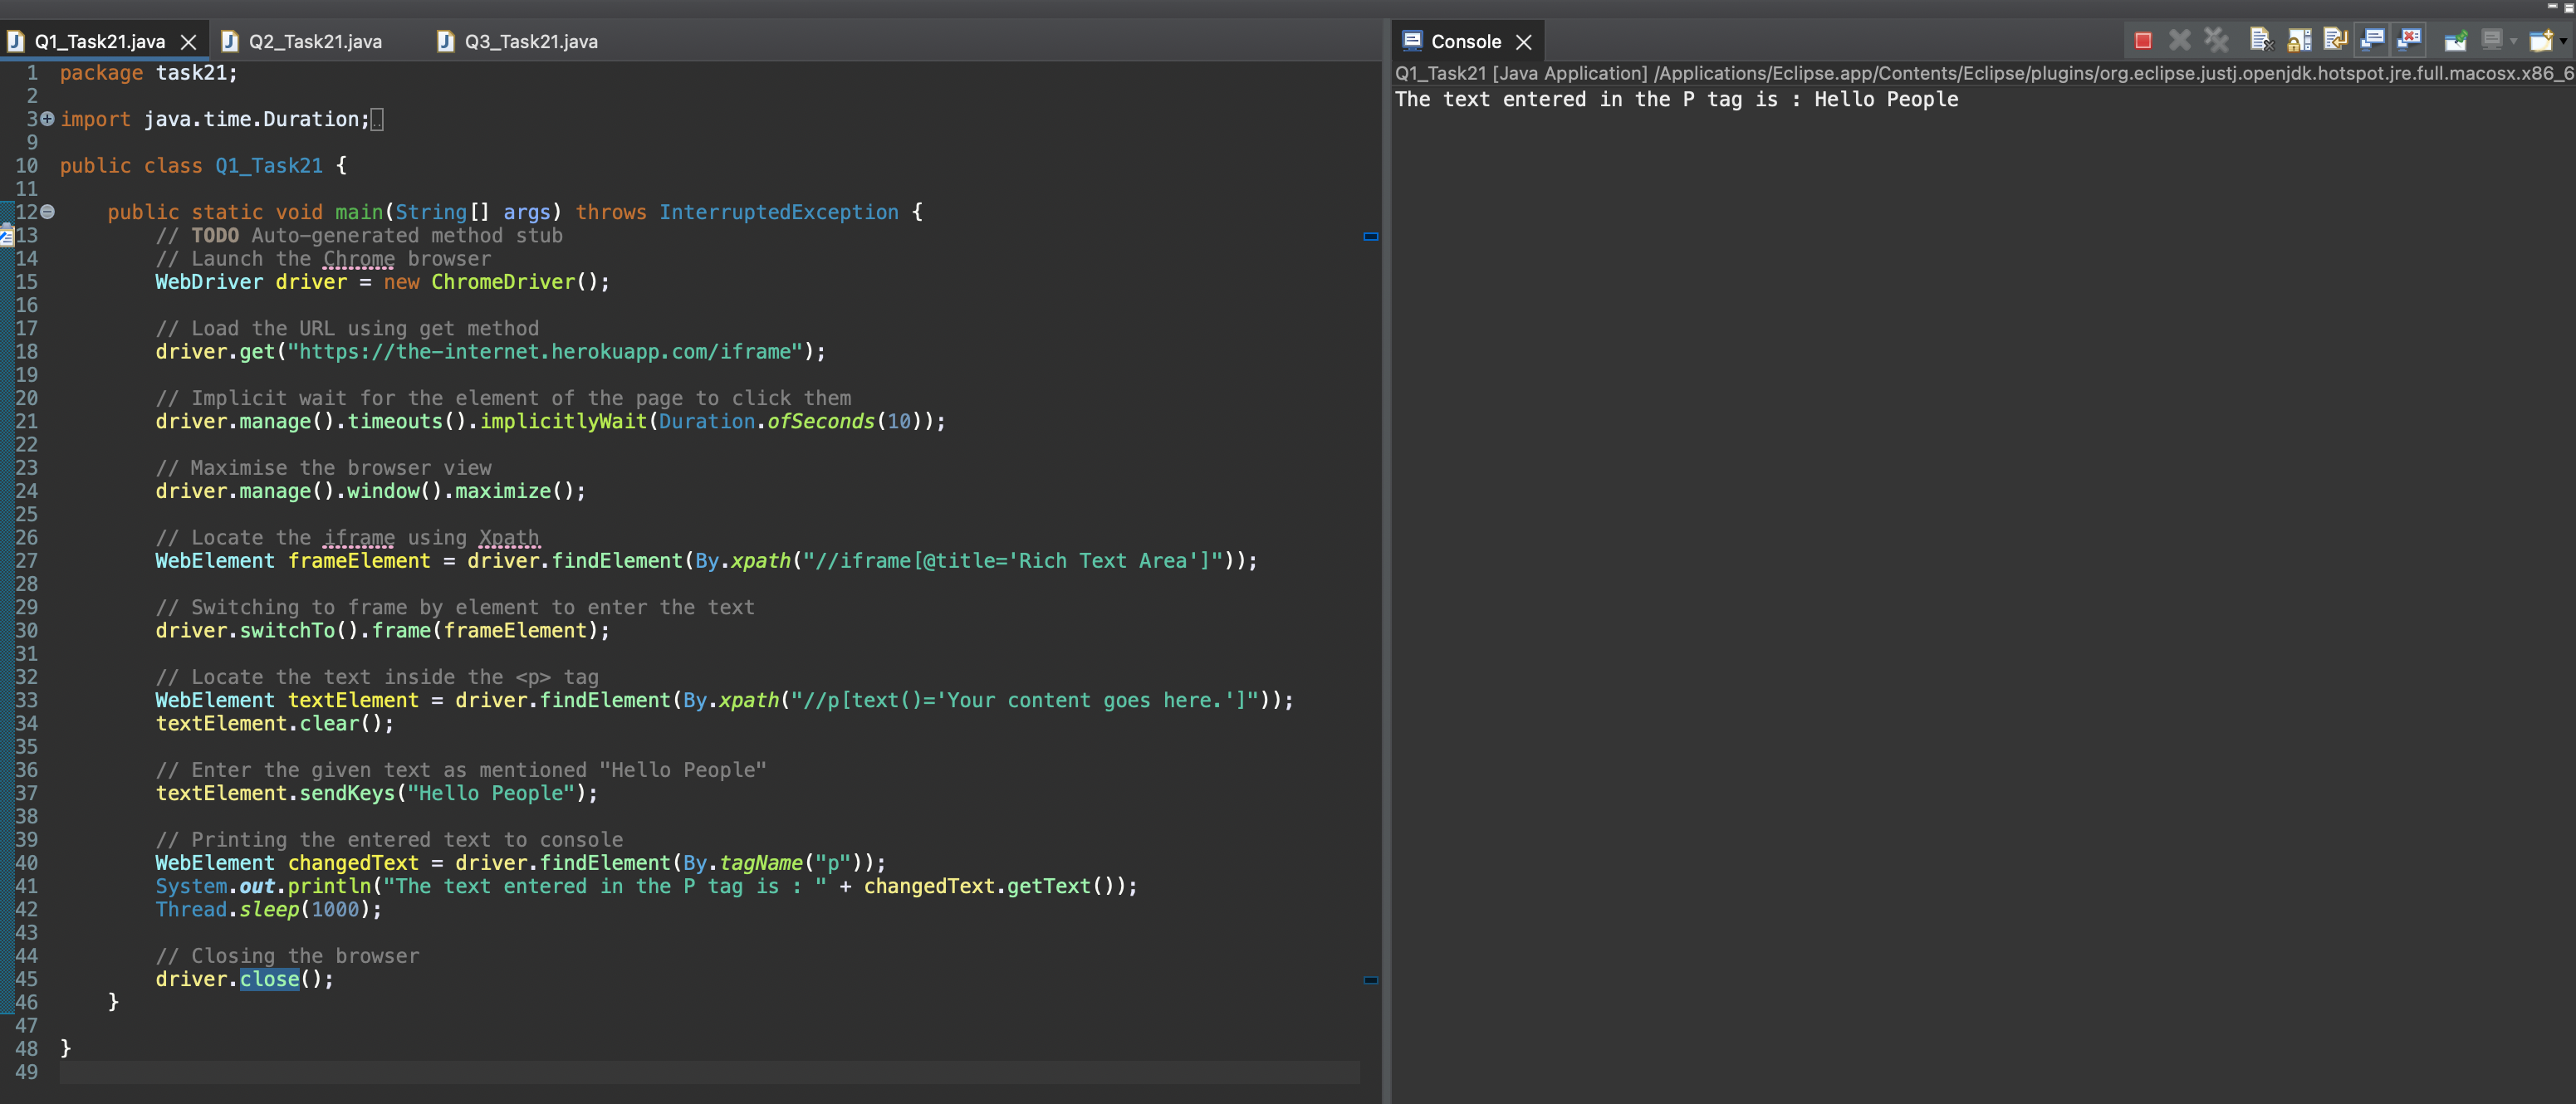 Q1_Task21.java
Q2_Task21.java
Q3_Task21.java
1 package task21;
2
3 import java.time.Duration;
9
10 public class Q1_Task21 {
11
12 public static void main(String[] args) throws InterruptedException {
13 // TODO Auto-generated method stub
14 // Launch the Chrome browser
15 WebDriver driver = new ChromeDriver();
16
17 // Load the URL using get method
18 driver.get("https://the-internet.herokuapp.com/iframe");
19
20 // Implicit wait for the element of the page to click them
21 driver.manage().timeouts().implicitlyWait(Duration.ofSeconds(10));
22
23 // Maximise the browser view
24 driver.manage().window().maximize();
25
26 // Locate the iframe using Xpath
27 WebElement frameElement = driver.findElement(By.xpath("//iframe[@title='Rich Text Area']"));
28
29 // Switching to frame by element to enter the text
30 driver.switchTo().frame(frameElement);
31
32 // Locate the text inside the <p> tag
33 WebElement textElement = driver.findElement(By.xpath("//p[text()='Your content goes here.']"));
34 textElement.clear();
35
36 // Enter the given text as mentioned "Hello People"
37 textElement.sendKeys("Hello People");
38
39 // Printing the entered text to console
40 WebElement changedText = driver.findElement(By.tagName("p"));
41 System.out.println("The text entered in the P tag is : " + changedText.getText());
42 Thread.sleep(1000);
43
44 // Closing the browser
45 driver.close();
46 }
47
48 }
49
Console
Q1_Task21 [Java Application] /Applications/Eclipse.app/Contents/Eclipse/plugins/org.eclipse.justj.openjdk.hotspot.jre.full.macosx.x86_6
The text entered in the P tag is : Hello People